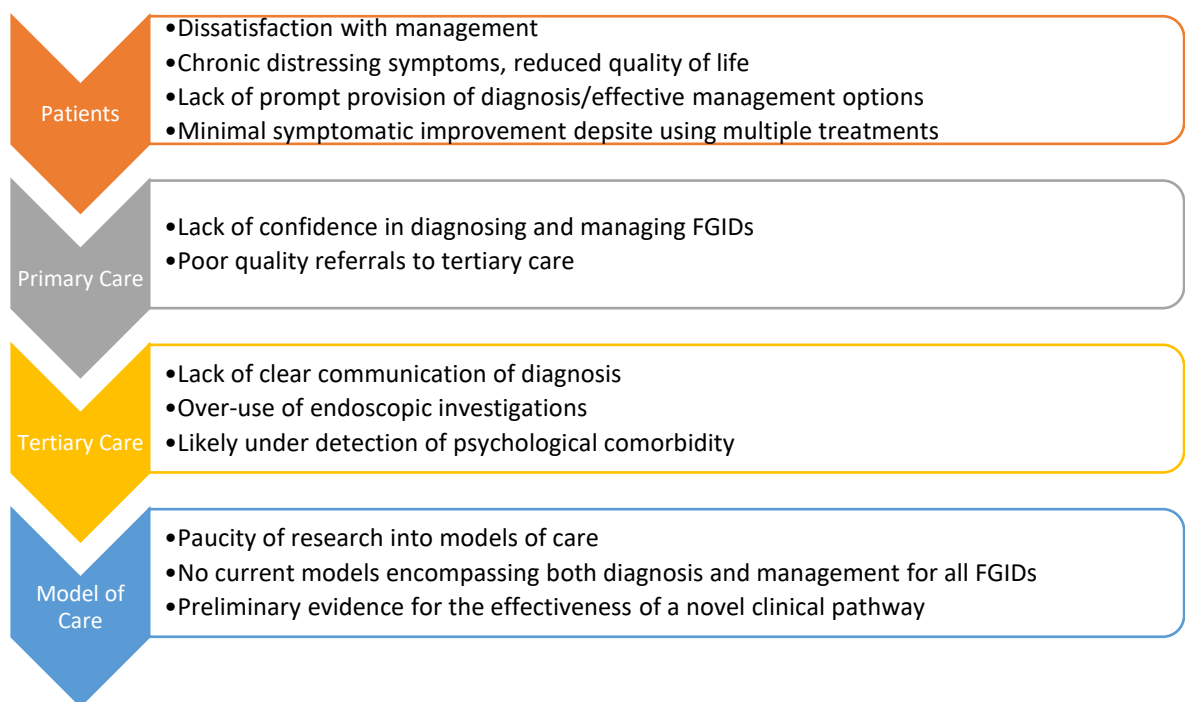 Patients
•Dissatisfaction with management
•Chronic distressing symptoms, reduced quality of life
•Lack of prompt provision of diagnosis/effective management options
•Minimal symptomatic improvement depsite using multiple treatments
Primary Care
•Lack of confidence in diagnosing and managing FGIDs
•Poor quality referrals to tertiary care
Tertiary Care
•Lack of clear communication of diagnosis
•Over-use of endoscopic investigations
•Likely under detection of psychological comorbidity
Model of
Care
•Paucity of research into models of care
•No current models encompassing both diagnosis and management for all FGIDs
•Preliminary evidence for the effectiveness of a novel clinical pathway